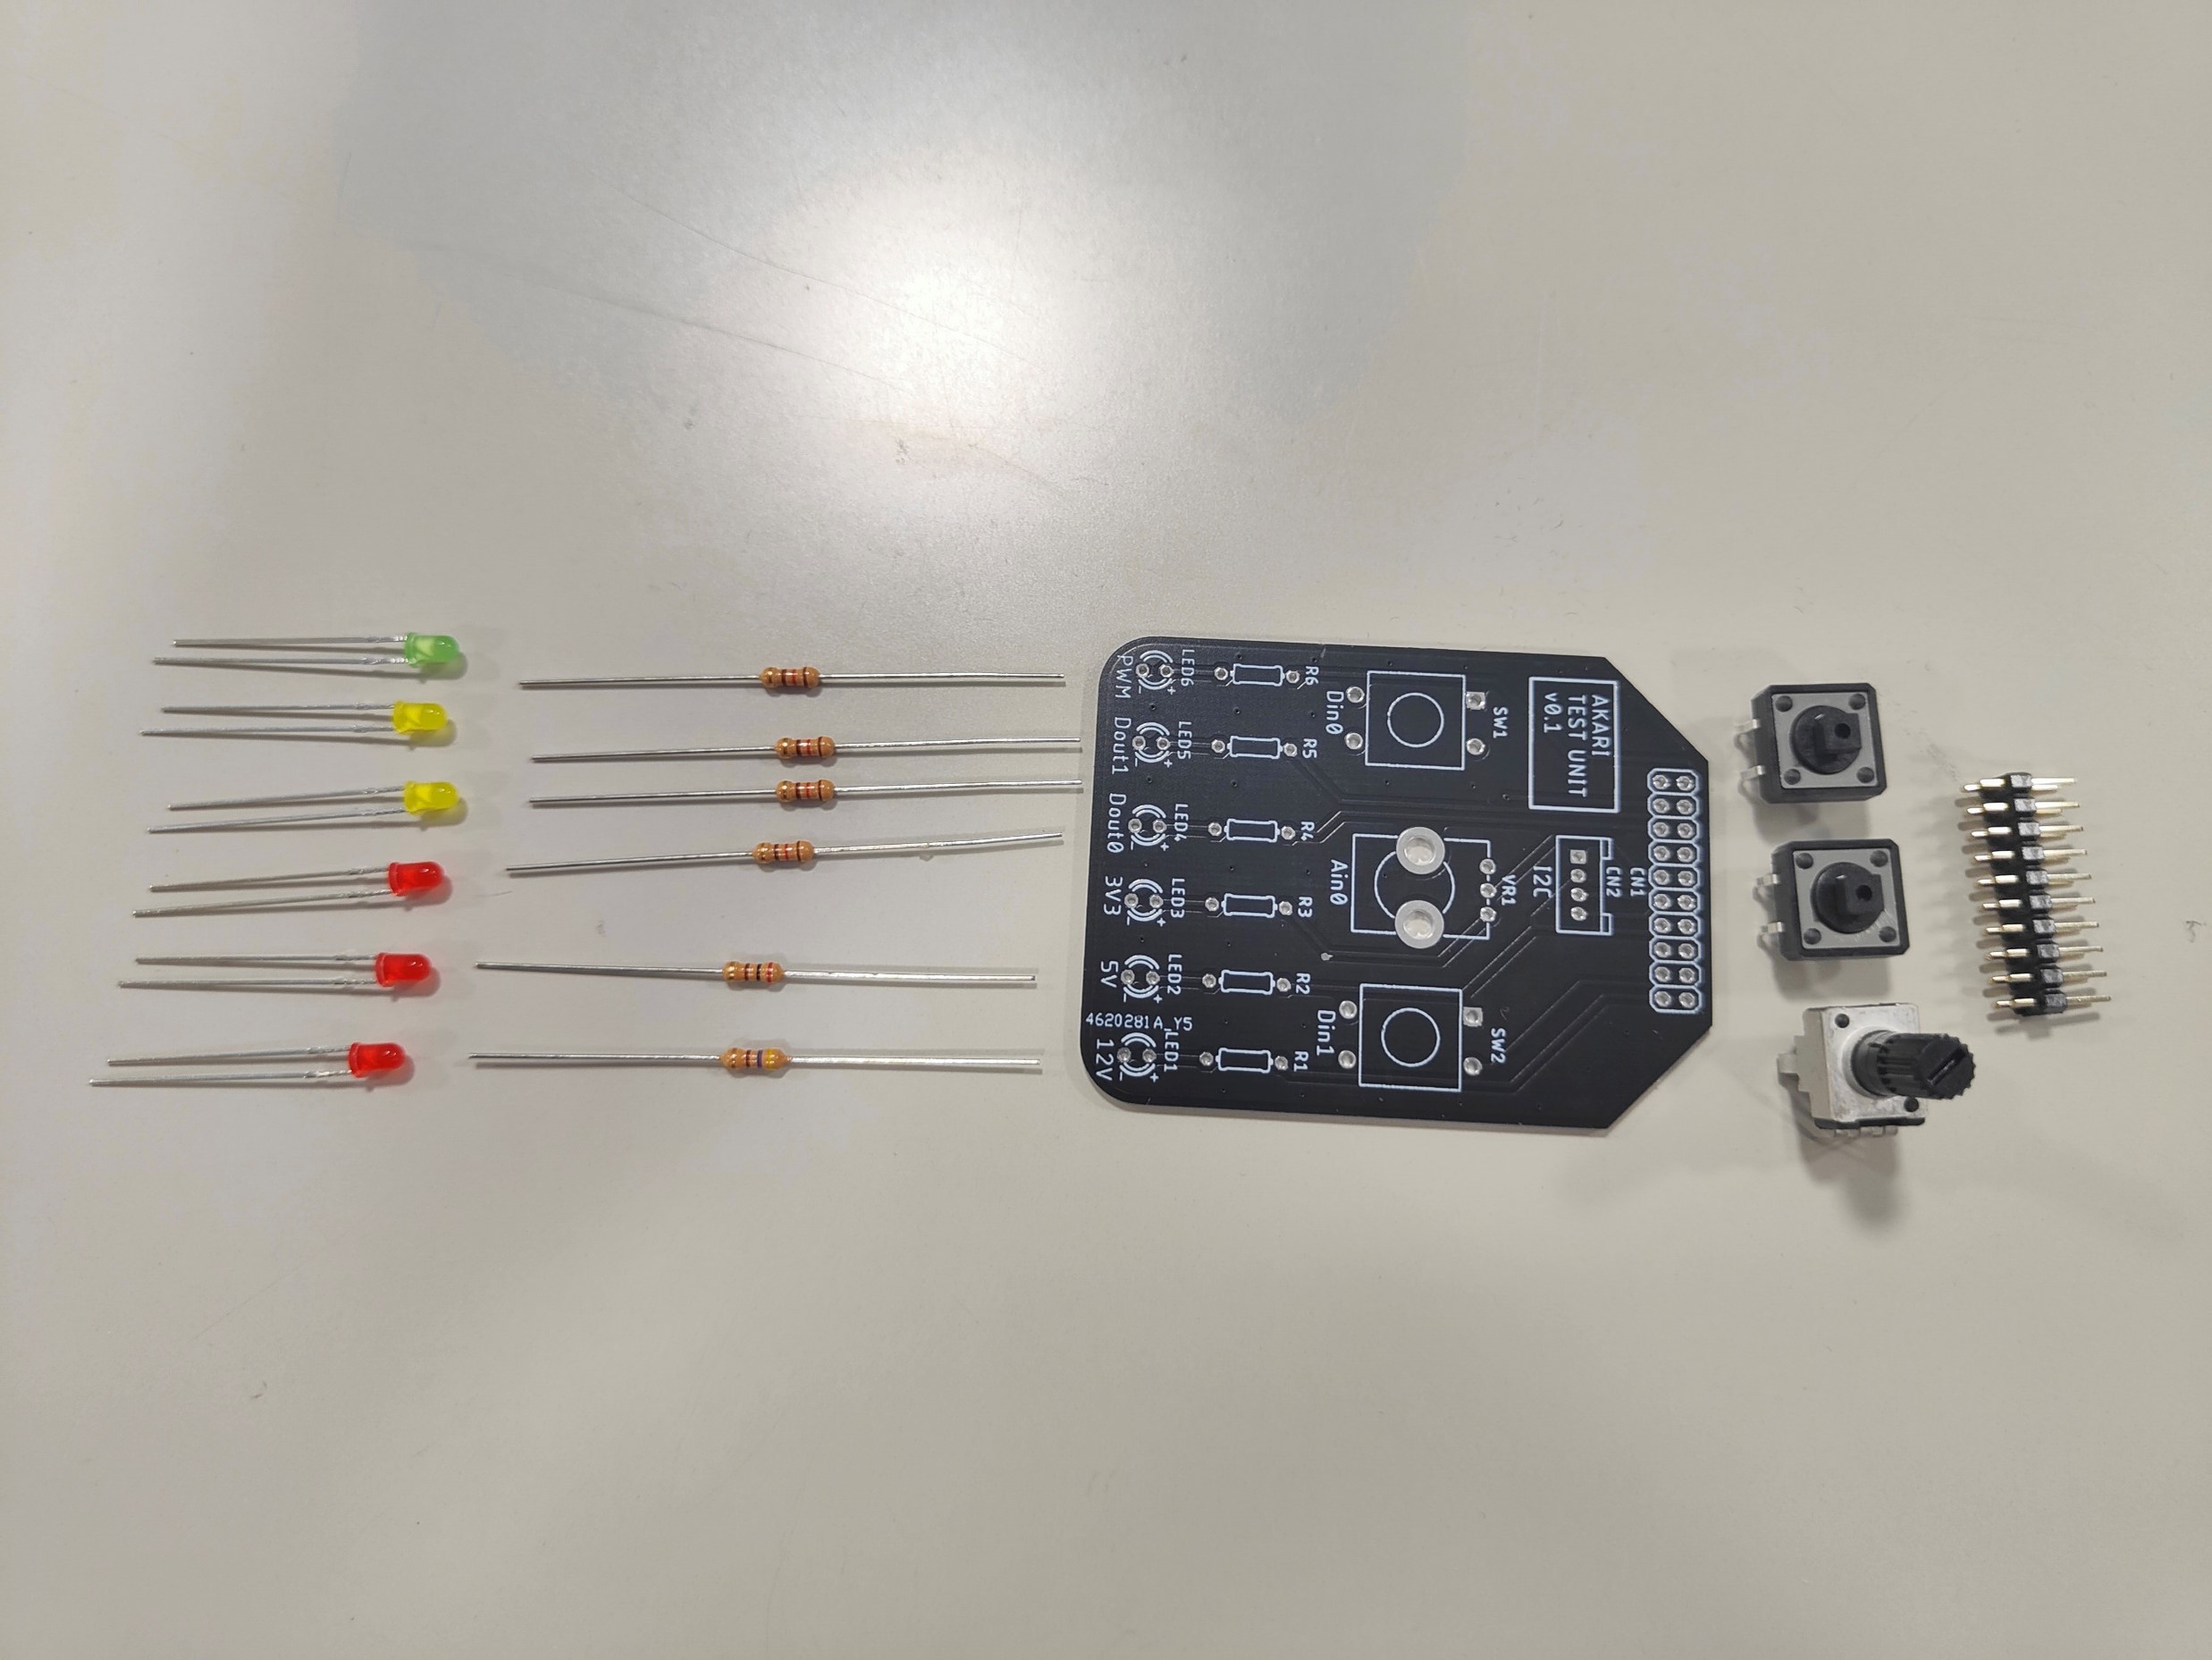 AKARI
TEST UNIT
v0.1
CN1
CN2
I2C
SW1
Din0
VR1
Ain0
SW2
Din1
R6
R5
R4
R3
R2
R1
LED6
LED5
LED4
LED3
LED2
LED1
PWM
Dout1
Dout0
3V3
5V
12V
4620281A_Y5